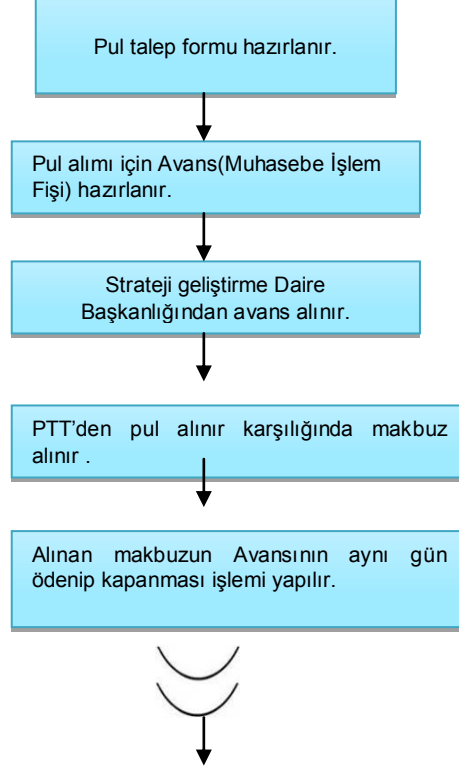 Pul talep formu hazırlanır.
Pul alımı için Avans(Muhasebe İşlem
Fişi) hazırlanır.
Strateji geliştirme Daire
Başkanlığından avans alınır.
PTT’den pul alınır karşılığında makbuz
alınır .
Alınan makbuzun Avansının aynı gün
ödenip kapanması işlemi yapılır.